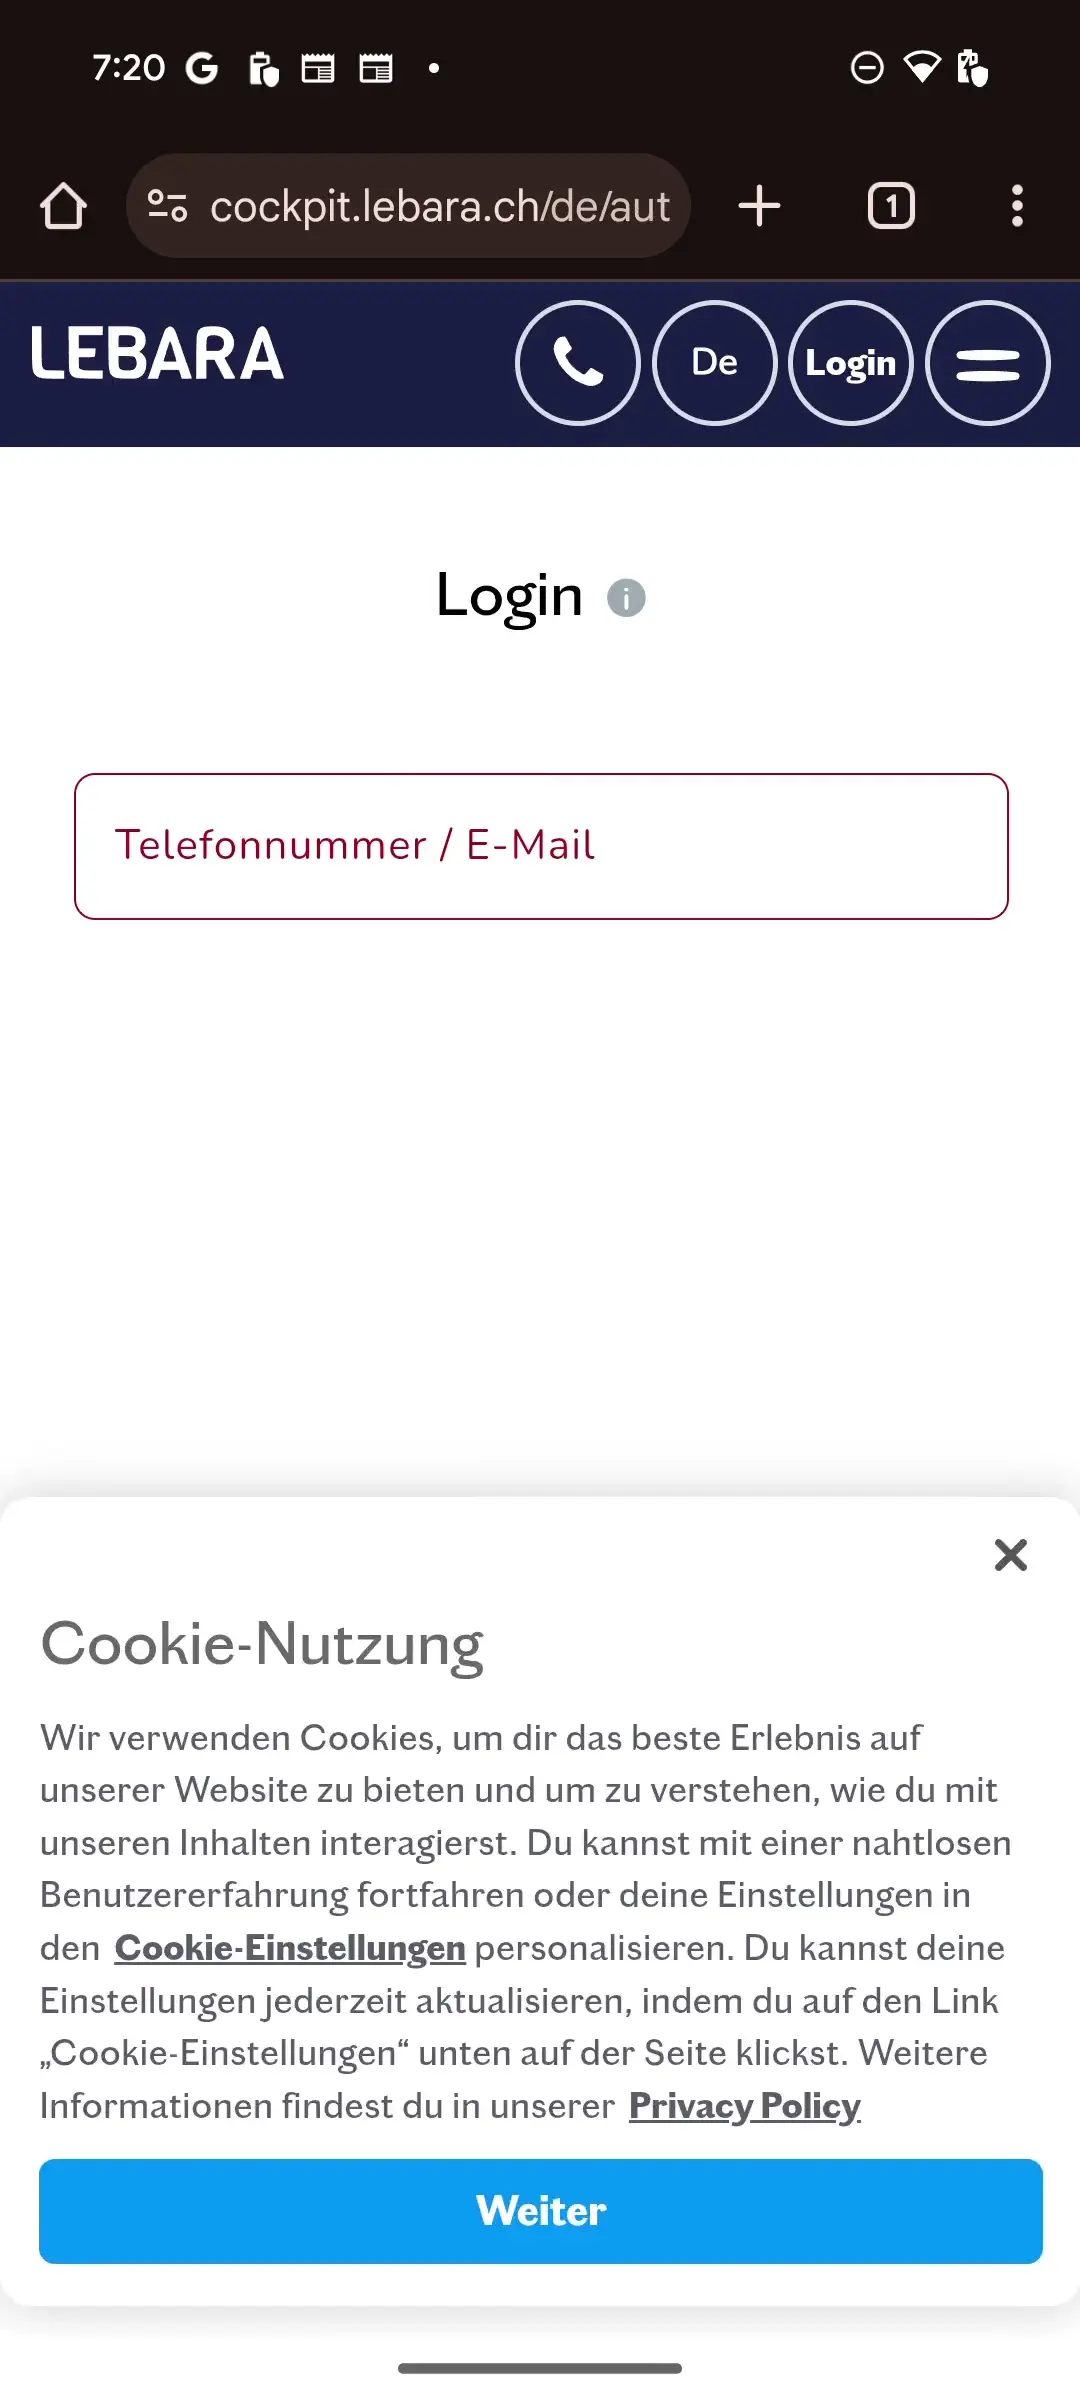 7:20
cockpit.lebara.ch/de/aut
1
LEBARA
De
Login
Login
Telefonnummer / E-Mail
Cookie-Nutzung
Wir verwenden Cookies, um dir das beste Erlebnis auf
unserer Website zu bieten und um zu verstehen, wie du mit
unseren Inhalten interagierst. Du kannst mit einer nahtlosen
Benutzererfahrung fortfahren oder deine Einstellungen in
den Cookie-Einstellungen personalisieren. Du kannst deine
Einstellungen jederzeit aktualisieren, indem du auf den Link
„Cookie-Einstellungen“ unten auf der Seite klickst. Weitere
Informationen findest du in unserer Privacy Policy
Weiter